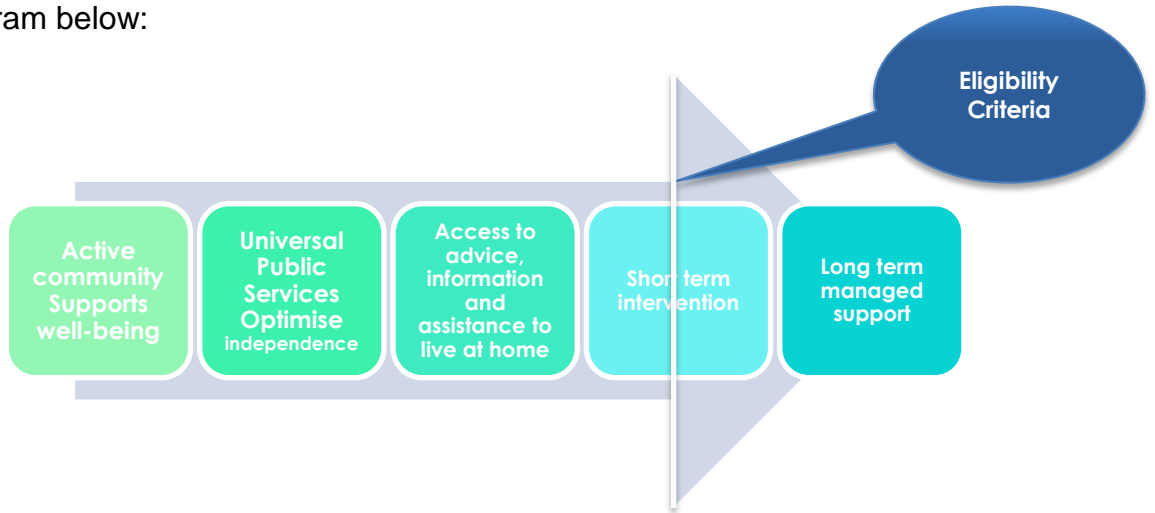 ram below:
Eligibility
Criteria
Active
community
Supports
well-being
Universal
Public
Services
Optimise
independence
Access to
advice,
information
and
assistance to
live at home
Short term
intervention
Long term
managed
support